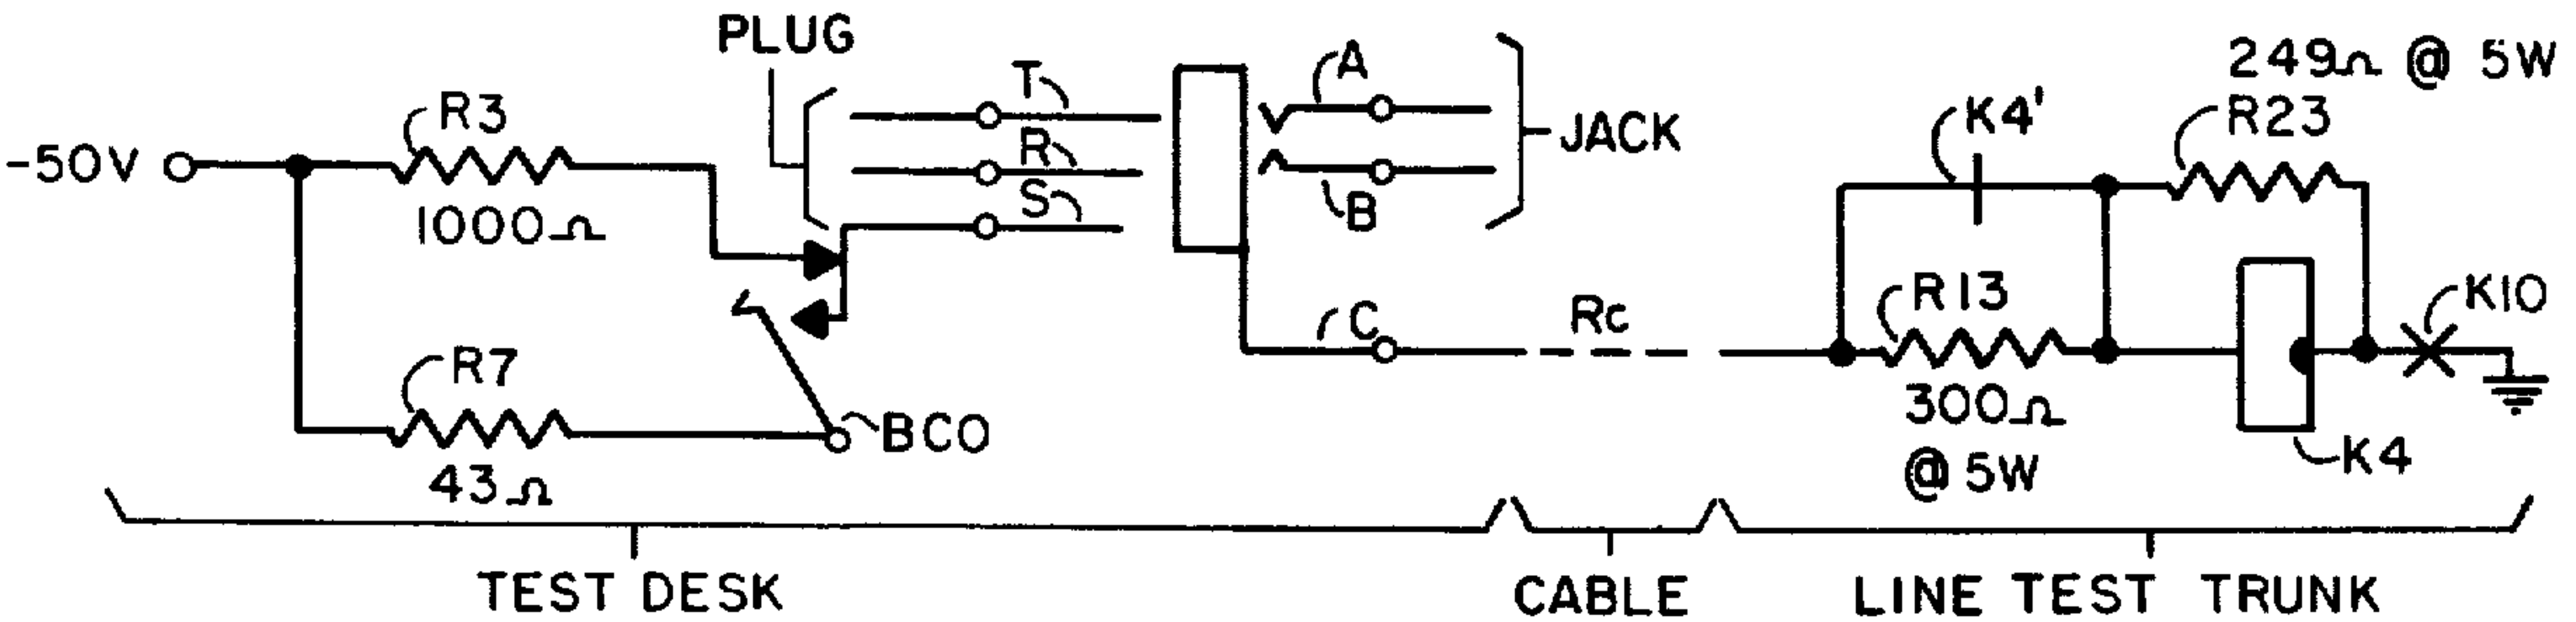 PLUG
249Ω @ 5W
T
A
R3
K4'
R23
-50V
R
JACK
1000Ω
S
B
R13
K10
Rc
C
R7
300Ω
BCO
@ 5W
K4
43Ω
TEST DESK
CABLE
LINE TEST TRUNK